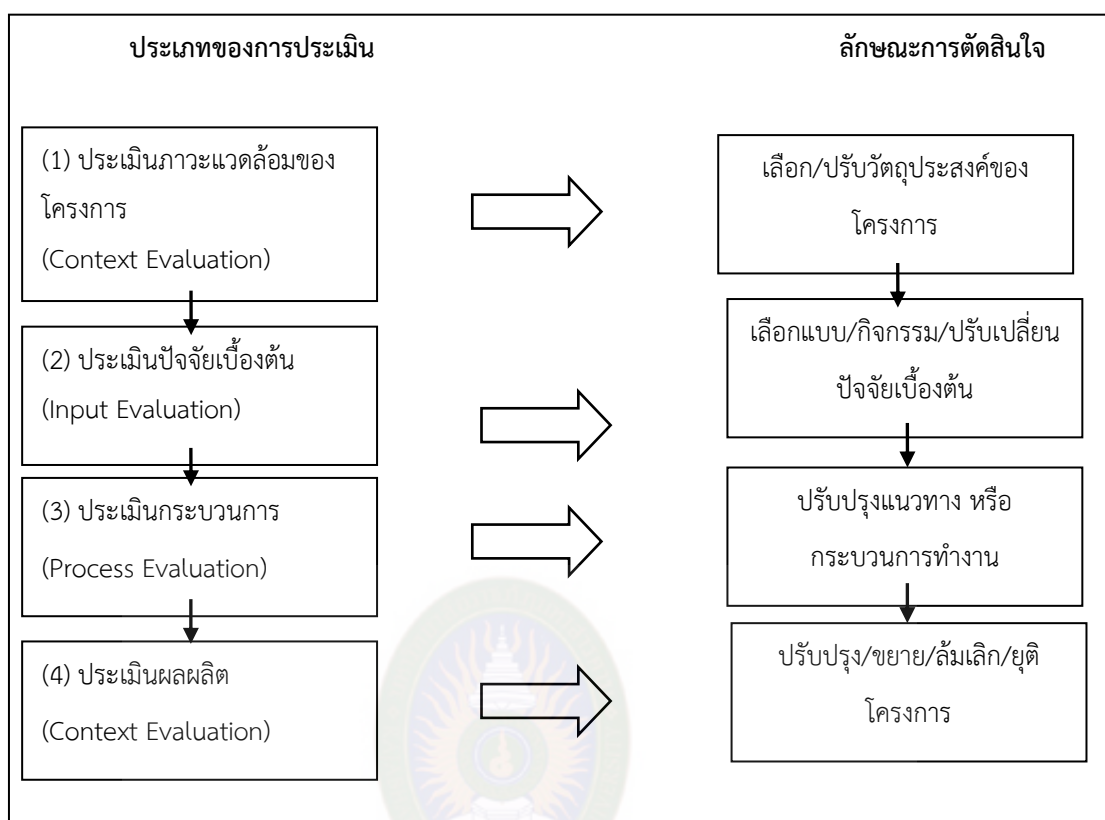 ประเภทของการประเมิน
ลักษณะการตัดสินใจ
(1) ประเมินภาวะแวดล้อมของ
โครงการ
(Context Evaluation)
เลือก/ปรับวัตถุประสงค์ของ
โครงการ
(2) ประเมินปัจจัยเบื้องต้น
(Input Evaluation)
เลือกแบบ/กิจกรรม/ปรับเปลี่ยน
ปัจจัยเบื้องต้น
(3) ประเมินกระบวนการ
(Process Evaluation)
ปรับปรุงแนวทาง หรือ
กระบวนการทำงาน
(4) ประเมินผลผลิต
(Context Evaluation)
ปรับปรุง/ขยาย/ล้มเลิก/ยุติ
โครงการ